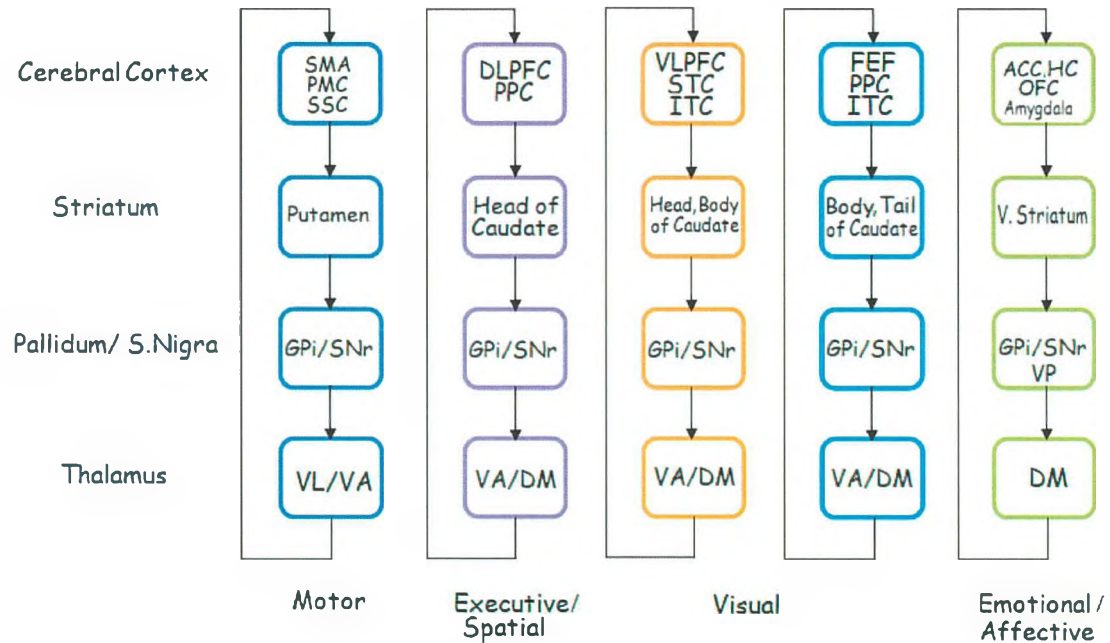 Cerebral Cortex
SMA
PMC
SSC
DLPFC
PPC
VLPFC
STC
ITC
FEF
PPC
ITC
ACC,HC
OFC
Amygdala
Striatum
Putamen
Head of
Caudate
Head, Body
of Caudate
Body, Tail
of Caudate
V. Striatum
Pallidum/ S.Nigra
GPi/SNr
GPi/SNr
GPi/SNr
GPi/SNr
GPi/SNr
VP
Thalamus
VL/VA
VA/DM
VA/DM
VA/DM
DM
Motor
Executive/
Spatial
Visual
Emotional/
Affective